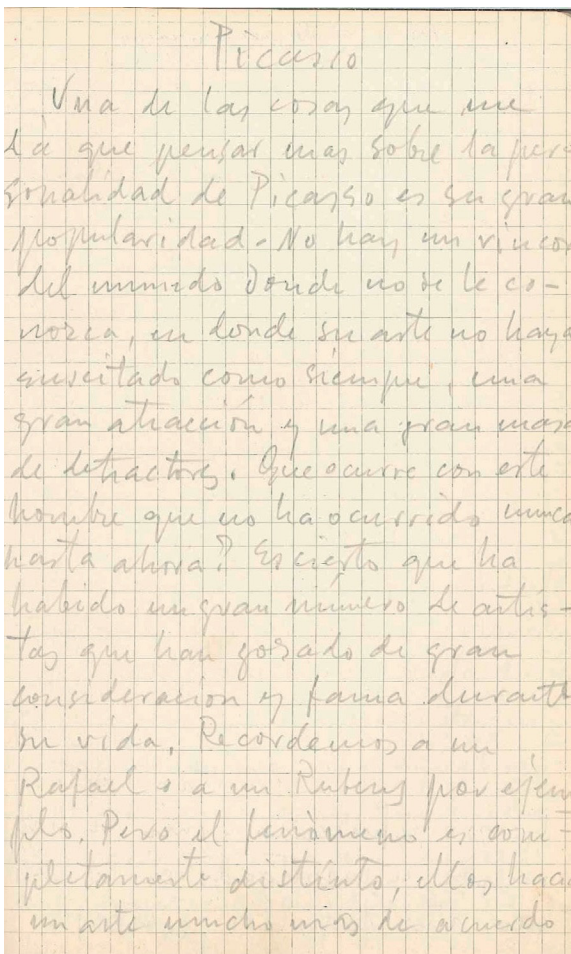 Picasso
Una de las cosas que me
da que pensar mas sobre la per
sonalidad de Picasso es su gran
popularidad. No hay un rincon
del mundo donde no se le co-
nozca, en donde su arte no haya
suscitado como siempre, una
gran atracción y una gran masa
de detractores. Que ocurre con este
hombre que no ha ocurrido nunca
hasta ahora? Es cierto que ha
habido un gran número de artis-
tas que han gozado de gran
consideracion y fama durante
su vida. Recordemos a un
Rafael o a un Rubens por ejem
plo. Pero el fenómeno es com-
pletamente distinto, ellos hacia
un arte mucho más de acuerdo